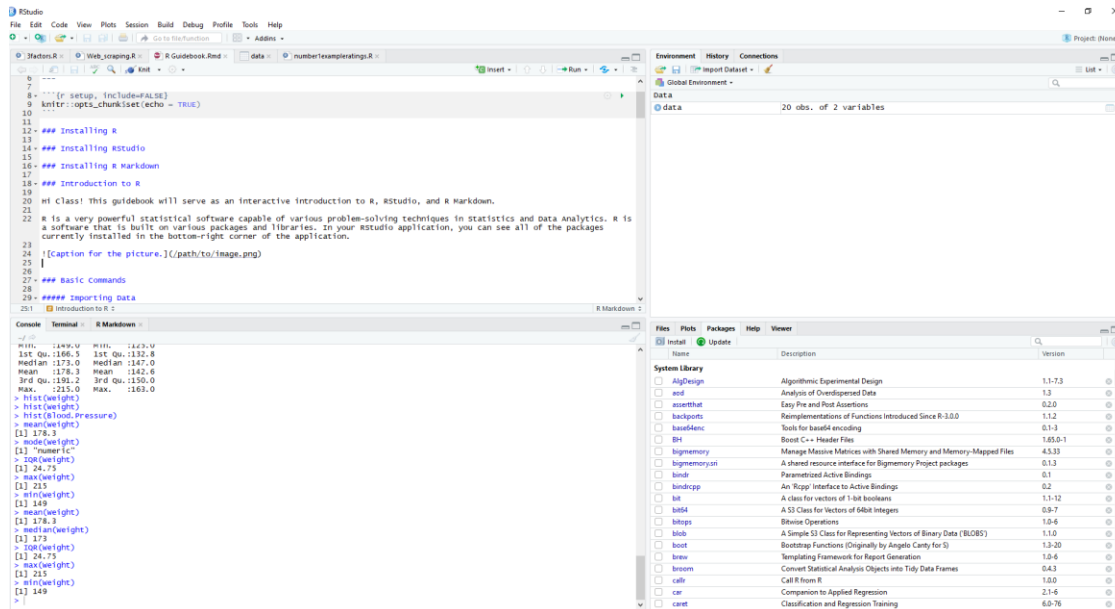 RStudio
File Edit Code View Plots Session Build Debug Profile Tools Help
Go to file/function Addins Project: (None
3factors.R Web_scraping.R R Guidebook.Rmd data number1exampleratings.R
Knit Insert Run
7
8 ```{r setup, include=FALSE}
9 knitr::opts_chunk$set(echo = TRUE)
10 ```
11
12 ### Installing R
13
14 ### Installing RStudio
15
16 ### Installing R Markdown
17
18 ### Introduction to R
19
20 Hi Class! This guidebook will serve as an interactive introduction to R, RStudio, and R Markdown.
21
22 R is a very powerful statistical software capable of various problem-solving techniques in Statistics and Data Analytics. R is
a software that is built on various packages and libraries. In your RStudio application, you can see all of the packages
currently installed in the bottom-right corner of the application.
23
24 ![Caption for the picture.](/path/to/image.png)
25
26
27 ### Basic Commands
28
29 ##### Importing Data
25:1 Introduction to R R Markdown
Console Terminal R Markdown
~/
Min. :149.0 Min. :125.0
1st Qu.:166.5 1st Qu.:132.8
Median :173.0 Median :147.0
Mean :178.3 Mean :142.6
3rd Qu.:191.2 3rd Qu.:150.0
Max. :215.0 Max. :163.0
> hist(Weight)
> hist(Weight)
> hist(Blood.Pressure)
> mean(Weight)
[1] 178.3
> mode(Weight)
[1] "numeric"
> IQR(Weight)
[1] 24.75
> max(Weight)
[1] 215
> min(Weight)
[1] 149
> mean(Weight)
[1] 178.3
> median(Weight)
[1] 173
> IQR(Weight)
[1] 24.75
> max(Weight)
[1] 215
> min(Weight)
[1] 149
>
Environment History Connections
Import Dataset List
Global Environment
Data
data 20 obs. of 2 variables
Files Plots Packages Help Viewer
Install Update
Name Description Version
System Library
AlgDesign Algorithmic Experimental Design 1.1-7.3
aod Analysis of Overdispersed Data 1.3
assertthat Easy Pre and Post Assertions 0.2.0
backports Reimplementations of Functions Introduced Since R-3.0.0 1.1.2
base64enc Tools for base64 encoding 0.1-3
BH Boost C++ Header Files 1.65.0-1
bigmemory Manage Massive Matrices with Shared Memory and Memory-Mapped Files 4.5.33
bigmemory.sri A shared resource interface for Bigmemory Project packages 0.1.3
bindr Parametrized Active Bindings 0.1
bindrcpp An 'Rcpp' Interface to Active Bindings 0.2
bit A class for vectors of 1-bit booleans 1.1-12
bit64 A S3 Class for Vectors of 64bit Integers 0.9-7
bitops Bitwise Operations 1.0-6
blob A Simple S3 Class for Representing Vectors of Binary Data ('BLOBS') 1.1.0
boot Bootstrap Functions (Originally by Angelo Canty for S) 1.3-20
brew Templating Framework for Report Generation 1.0-6
broom Convert Statistical Analysis Objects into Tidy Data Frames 0.4.3
callr Call R from R 1.0.0
car Companion to Applied Regression 2.1-6
caret Classification and Regression Training 6.0-76